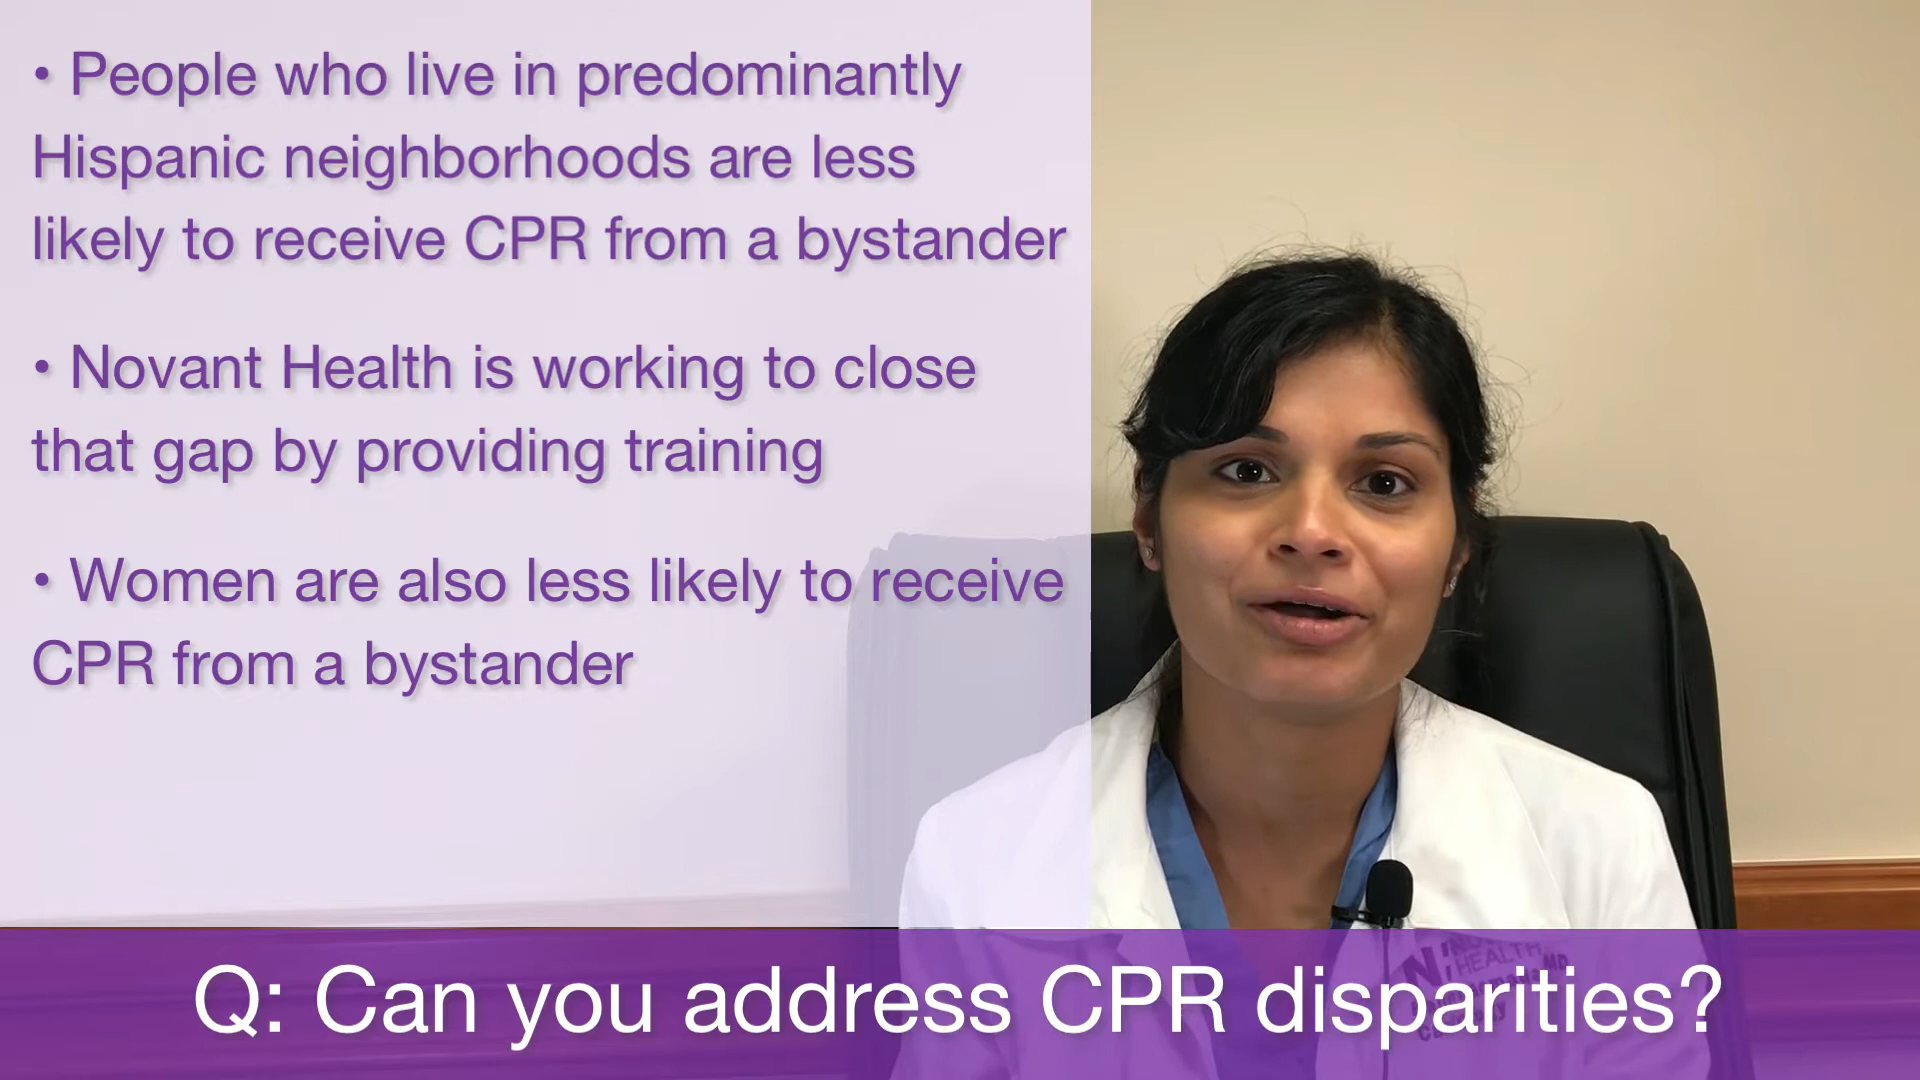 • People who live in predominantly
Hispanic neighborhoods are less
likely to receive CPR from a bystander
• Novant Health is working to close
that gap by providing training
• Women are also less likely to receive
CPR from a bystander
HEALTH
MD
Q: Can you address CPR disparities?